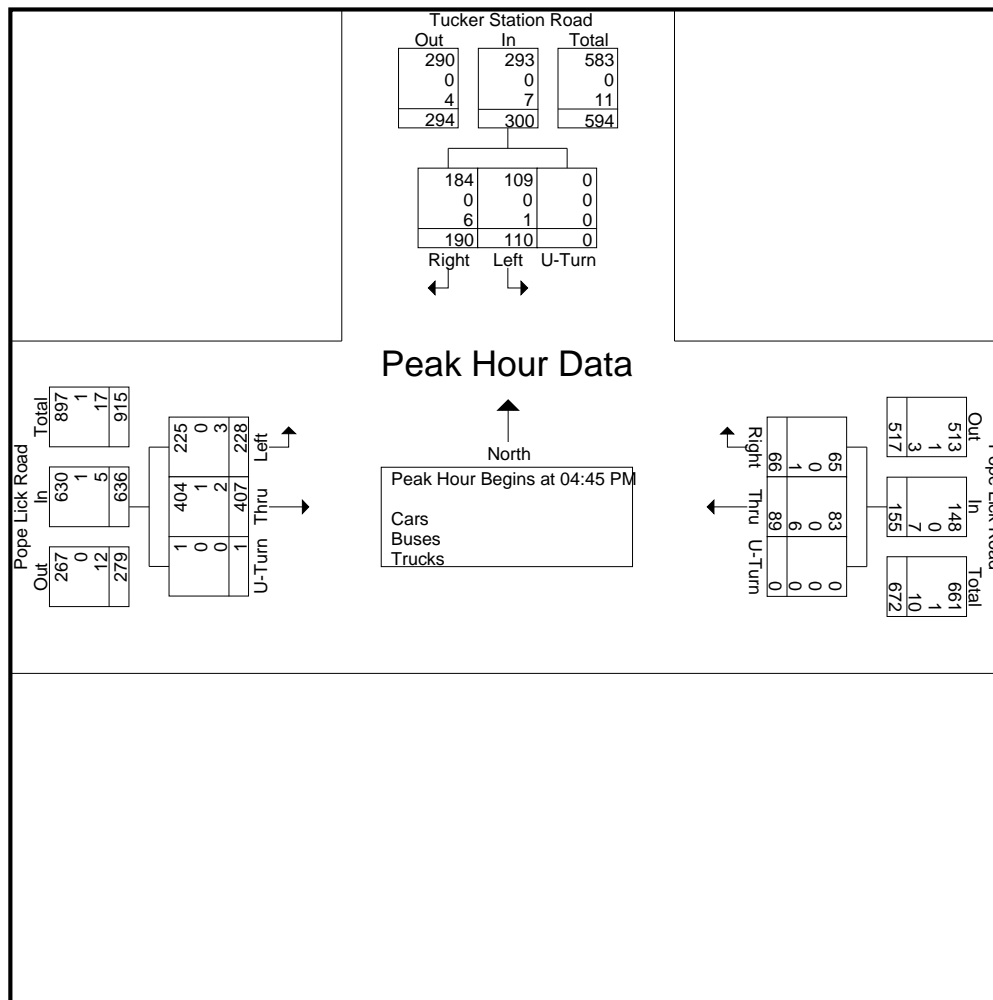 Tucker Station Road
Out In Total
290 293 583
0 0 0
4 7 11
294 300 594
184 109 0
0 0 0
6 1 0
190 110 0
Right Left U-Turn
Peak Hour Data
North
Peak Hour Begins at 04:45 PM
Cars
Buses
Trucks
Pope Lick Road
Out In Total
267 630 897
0 1 1
12 5 17
279 636 915
225 404 1
0 1 0
3 2 0
228 407 1
Left Thru U-Turn
Pope Lick Road
Out In Total
513 148 661
1 0 1
3 7 10
517 155 672
65 83 0
0 0 0
1 6 0
66 89 0
Right Thru U-Turn